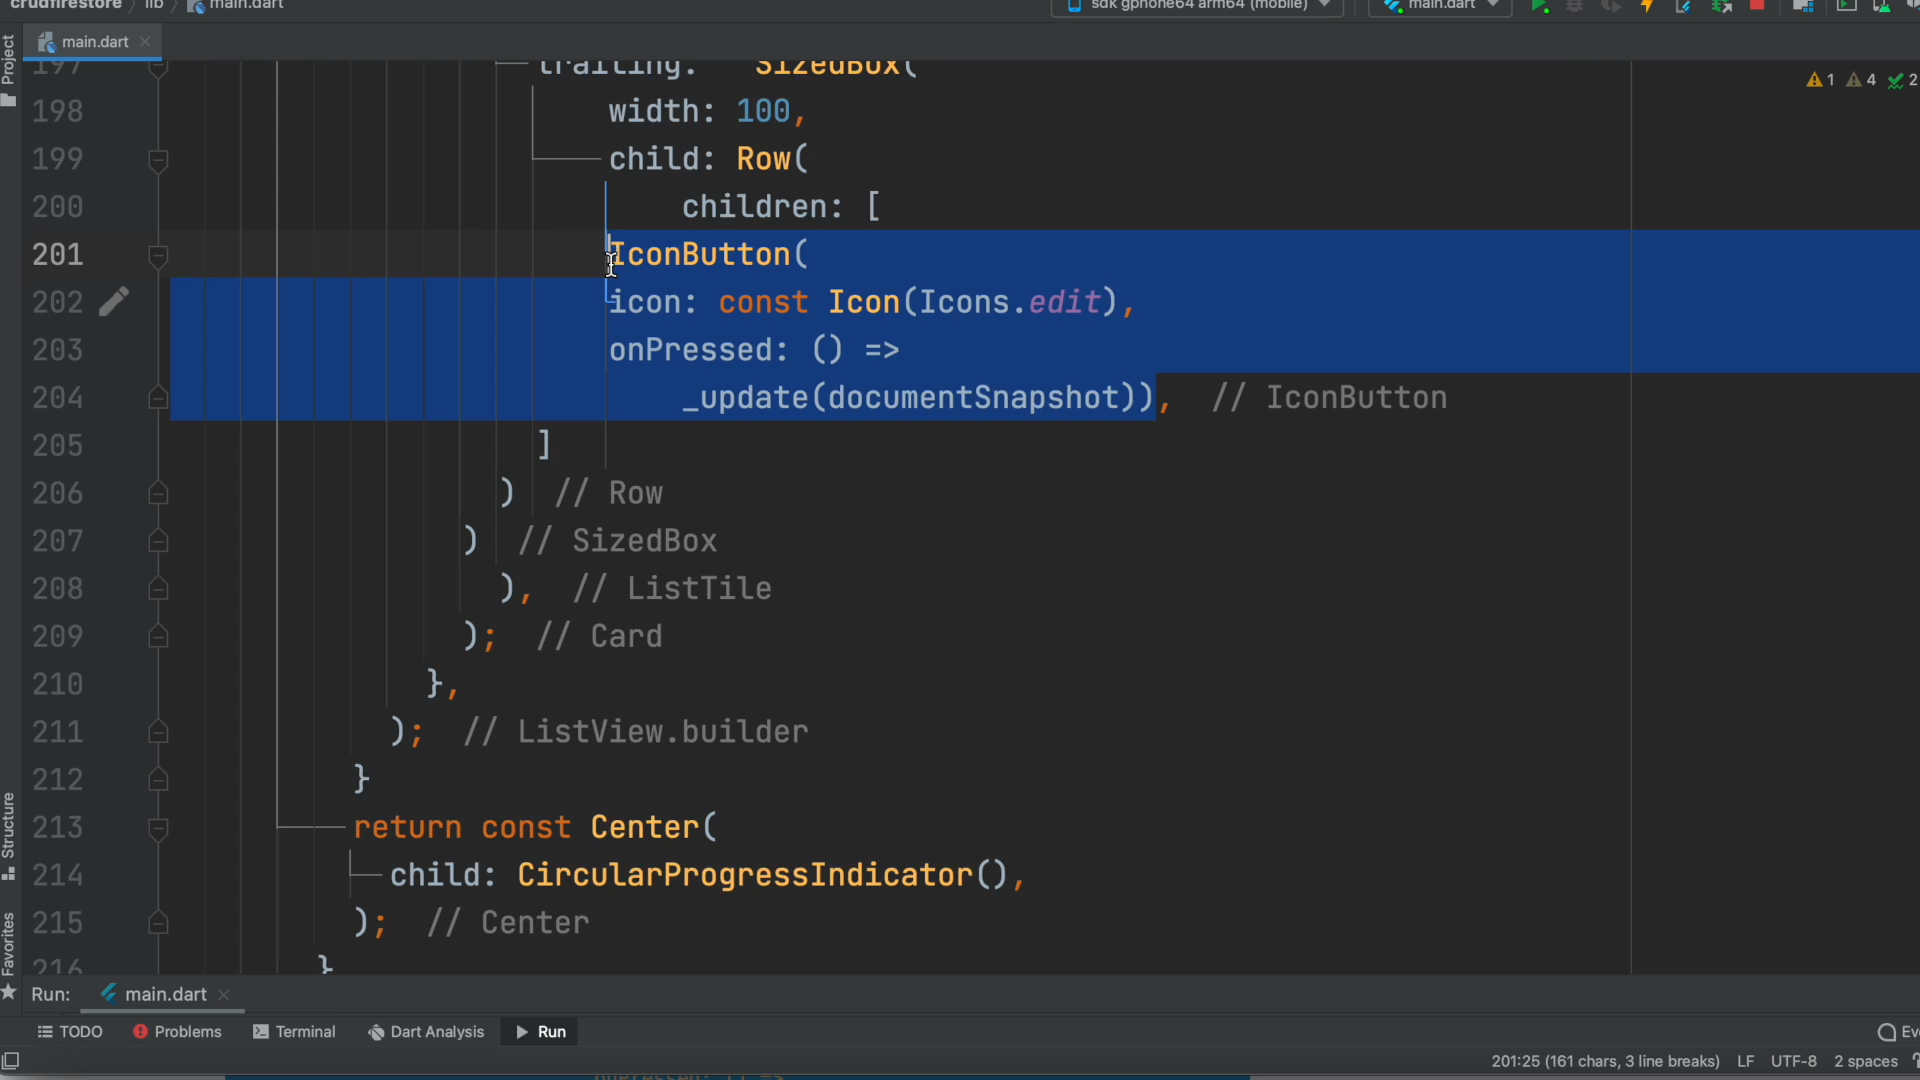 crudfirestore lib main.dart sdk gphone64 arm64 (mobile) main.dart
main.dart
1 4 2
197 trailing: SizedBox(
198 width: 100,
199 child: Row(
200 children: [
201 IconButton(
202 icon: const Icon(Icons.edit),
203 onPressed: () =>
204 _update(documentSnapshot)), // IconButton
205 ]
206 ) // Row
207 ) // SizedBox
208 ), // ListTile
209 ); // Card
210 },
211 ); // ListView.builder
212 }
213 return const Center(
214 child: CircularProgressIndicator(),
215 ); // Center
216 }
Project
Structure
Favorites
Run: main.dart
TODO Problems Terminal Dart Analysis Run
201:25 (161 chars, 3 line breaks) LF UTF-8 2 spaces